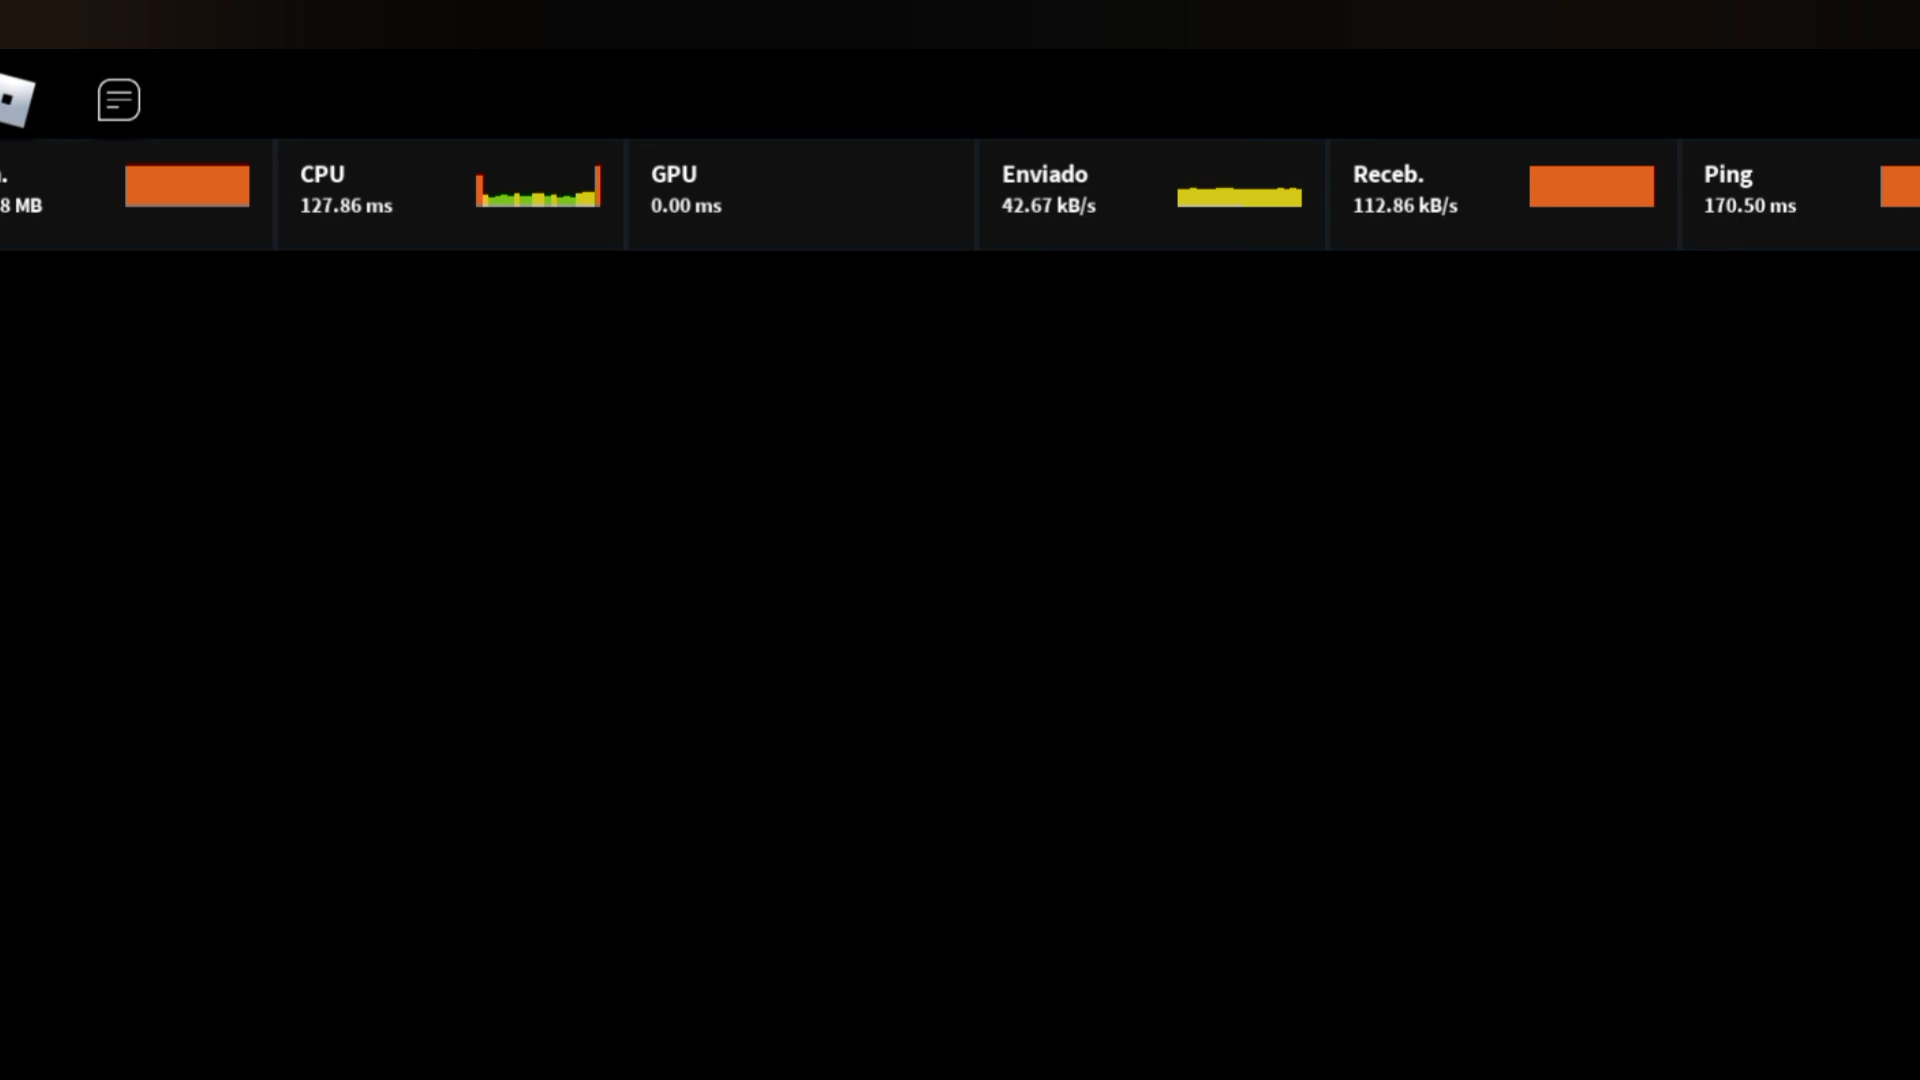 8 MB
CPU
127.86 ms
GPU
0.00 ms
Enviado
42.67 kB/s
Receb.
112.86 kB/s
Ping
170.50 ms